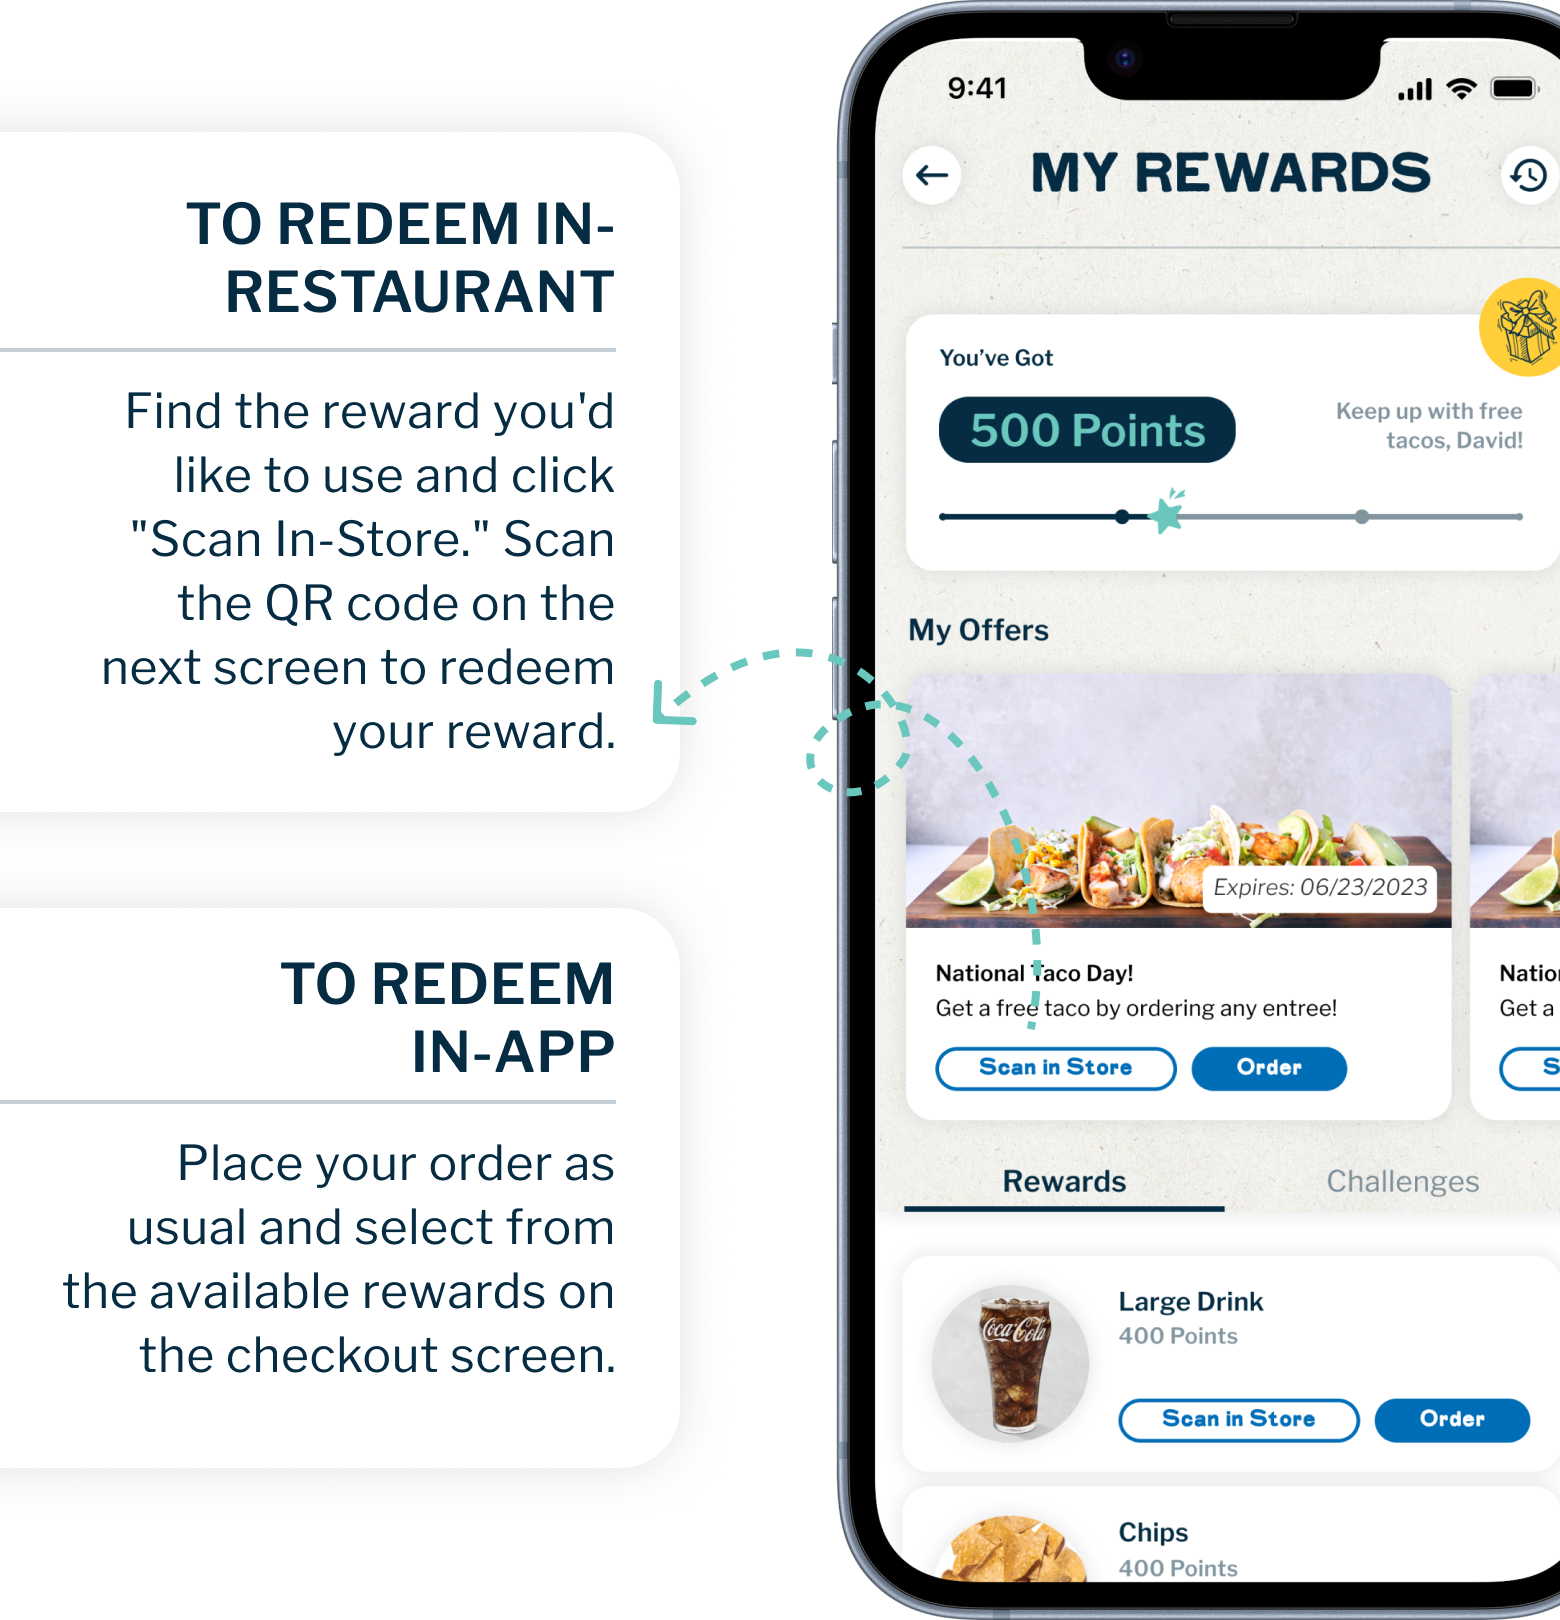 TO REDEEM IN-
RESTAURANT
Find the reward you'd
like to use and click
"Scan In-Store." Scan
the QR code on the
next screen to redeem
your reward.
TO REDEEM
IN-APP
Place your order as
usual and select from
the available rewards on
the checkout screen.
9:41
MY REWARDS
You've Got
500 Points
Keep up with free
tacos, David!
My Offers
Expires: 06/23/2023
National Taco Day!
Get a free taco by ordering any entree!
Scan in Store
Order
Natio
Get a
S
Rewards
Challenges
Coca-Cola
Large Drink
400 Points
Scan in Store
Order
Chips
400 Points